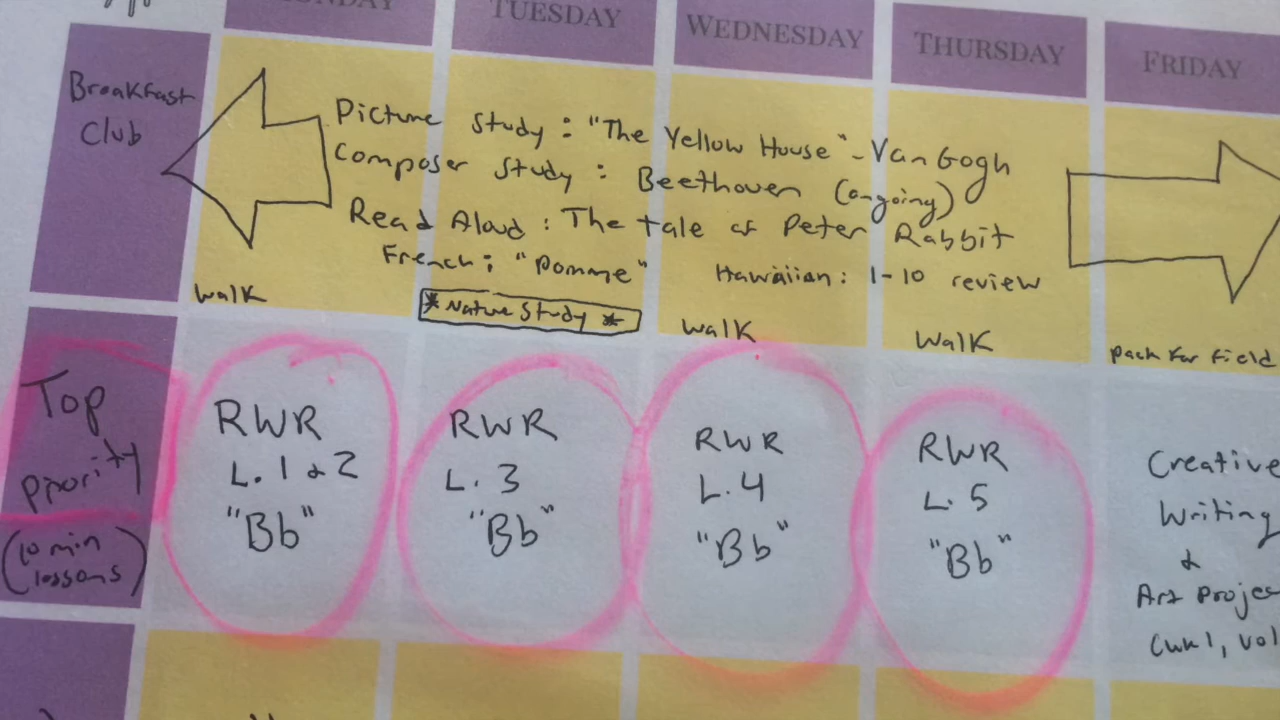 TUESDAY
WEDNESDAY
THURSDAY
FRIDAY
Breakfast
Club
Picture Study : "The Yellow House" - Van Gogh
Composer Study : Beethoven (ongoing)
Read Aloud : The tale of Peter Rabbit
French : "Pomme"
Hawaiian : 1-10 review
Walk
* Nature Study *
Walk
Walk
Pack for Field
Top
Priority
(10 min
lessons)
RWR
L. 1 & 2
"Bb"
RWR
L. 3
"Bb"
RWR
L. 4
"Bb"
RWR
L. 5
"Bb"
Creative
Writing
&
Art Projec
(wk 1, vol